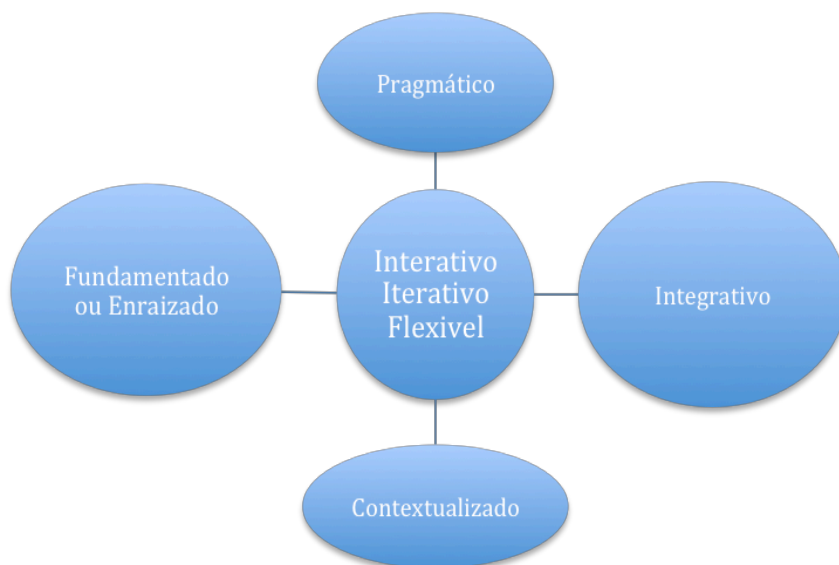 Pragmático
Fundamentado
ou Enraizado
Interativo
Iterativo
Flexivel
Integrativo
Contextualizado